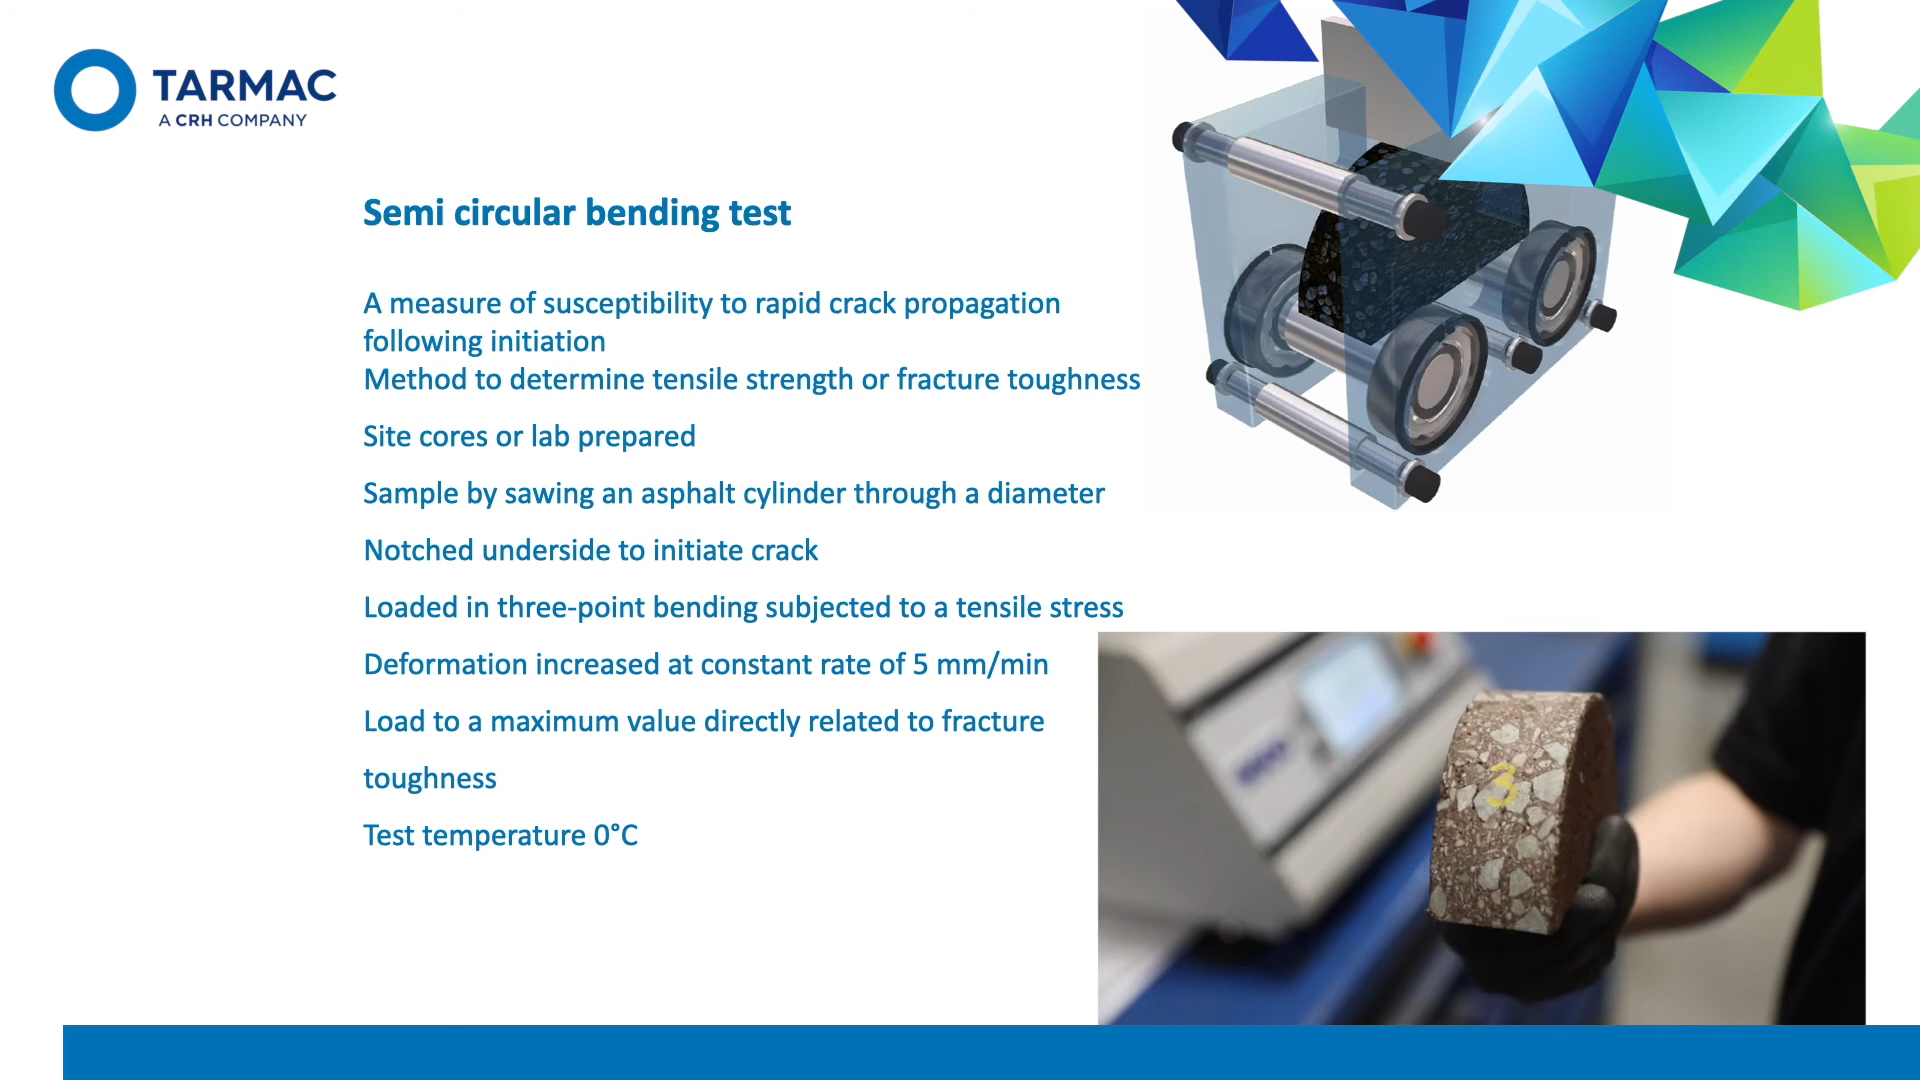 TARMAC
A CRH COMPANY
Semi circular bending test
A measure of susceptibility to rapid crack propagation
following initiation
Method to determine tensile strength or fracture toughness
Site cores or lab prepared
Sample by sawing an asphalt cylinder through a diameter
Notched underside to initiate crack
Loaded in three-point bending subjected to a tensile stress
Deformation increased at constant rate of 5 mm/min
Load to a maximum value directly related to fracture
toughness
Test temperature 0°C
3